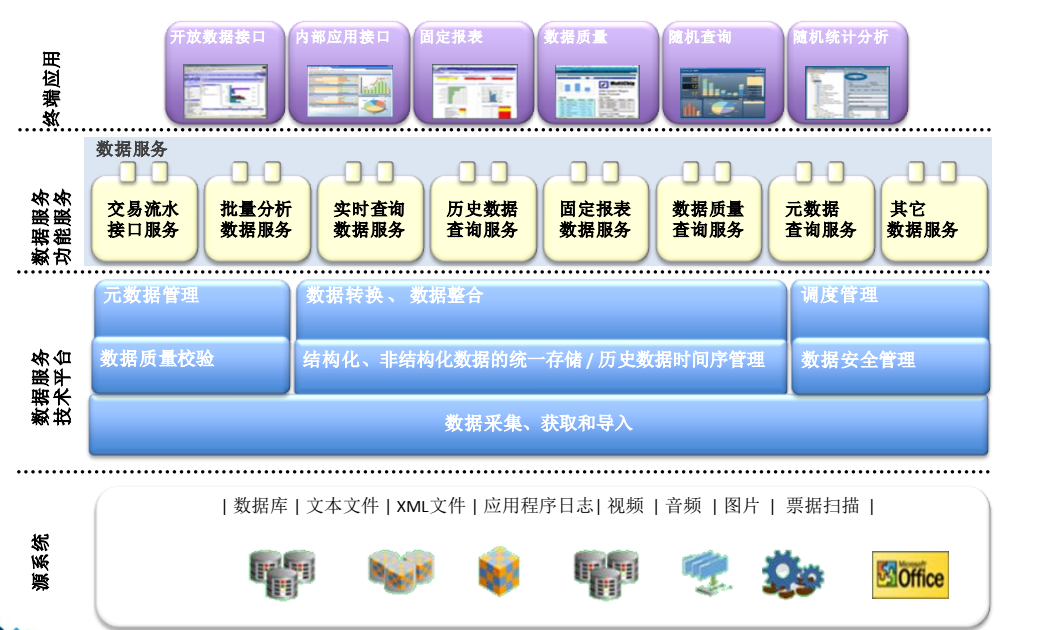 终端应用
开放数据接口
内部应用接口
固定报表
数据质量
随机查询
随机统计分析
数据服务
功能服务
数据服务
交易流水
接口服务
批量分析
数据服务
实时查询
数据服务
历史数据
查询服务
固定报表
数据服务
数据质量
查询服务
元数据
查询服务
其它
数据服务
数据服务
技术平台
元数据管理
数据转换、 数据整合
调度管理
数据质量校验
结构化、非结构化数据的统一存储 / 历史数据时间序管理
数据安全管理
数据采集、获取和导入
源系统
| 数据库 | 文本文件 | XML文件 | 应用程序日志 | 视频 | 音频 | 图片 | 票据扫描 |
Microsoft
Office